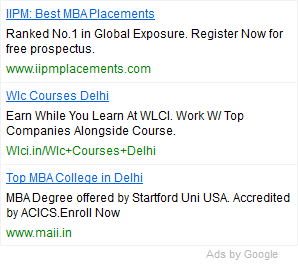 IIPM: Best MBA Placements
Ranked No.1 in Global Exposure. Register Now for
free prospectus.
www.iipmplacements.com
Wlc Courses Delhi
Earn While You Learn At WLCI. Work W/ Top
Companies Alongside Course.
Wlci.in/Wlc+Courses+Delhi
Top MBA College in Delhi
MBA Degree offered by Startford Uni USA. Accredited
by ACICS.Enroll Now
www.maii.in
Ads by Google